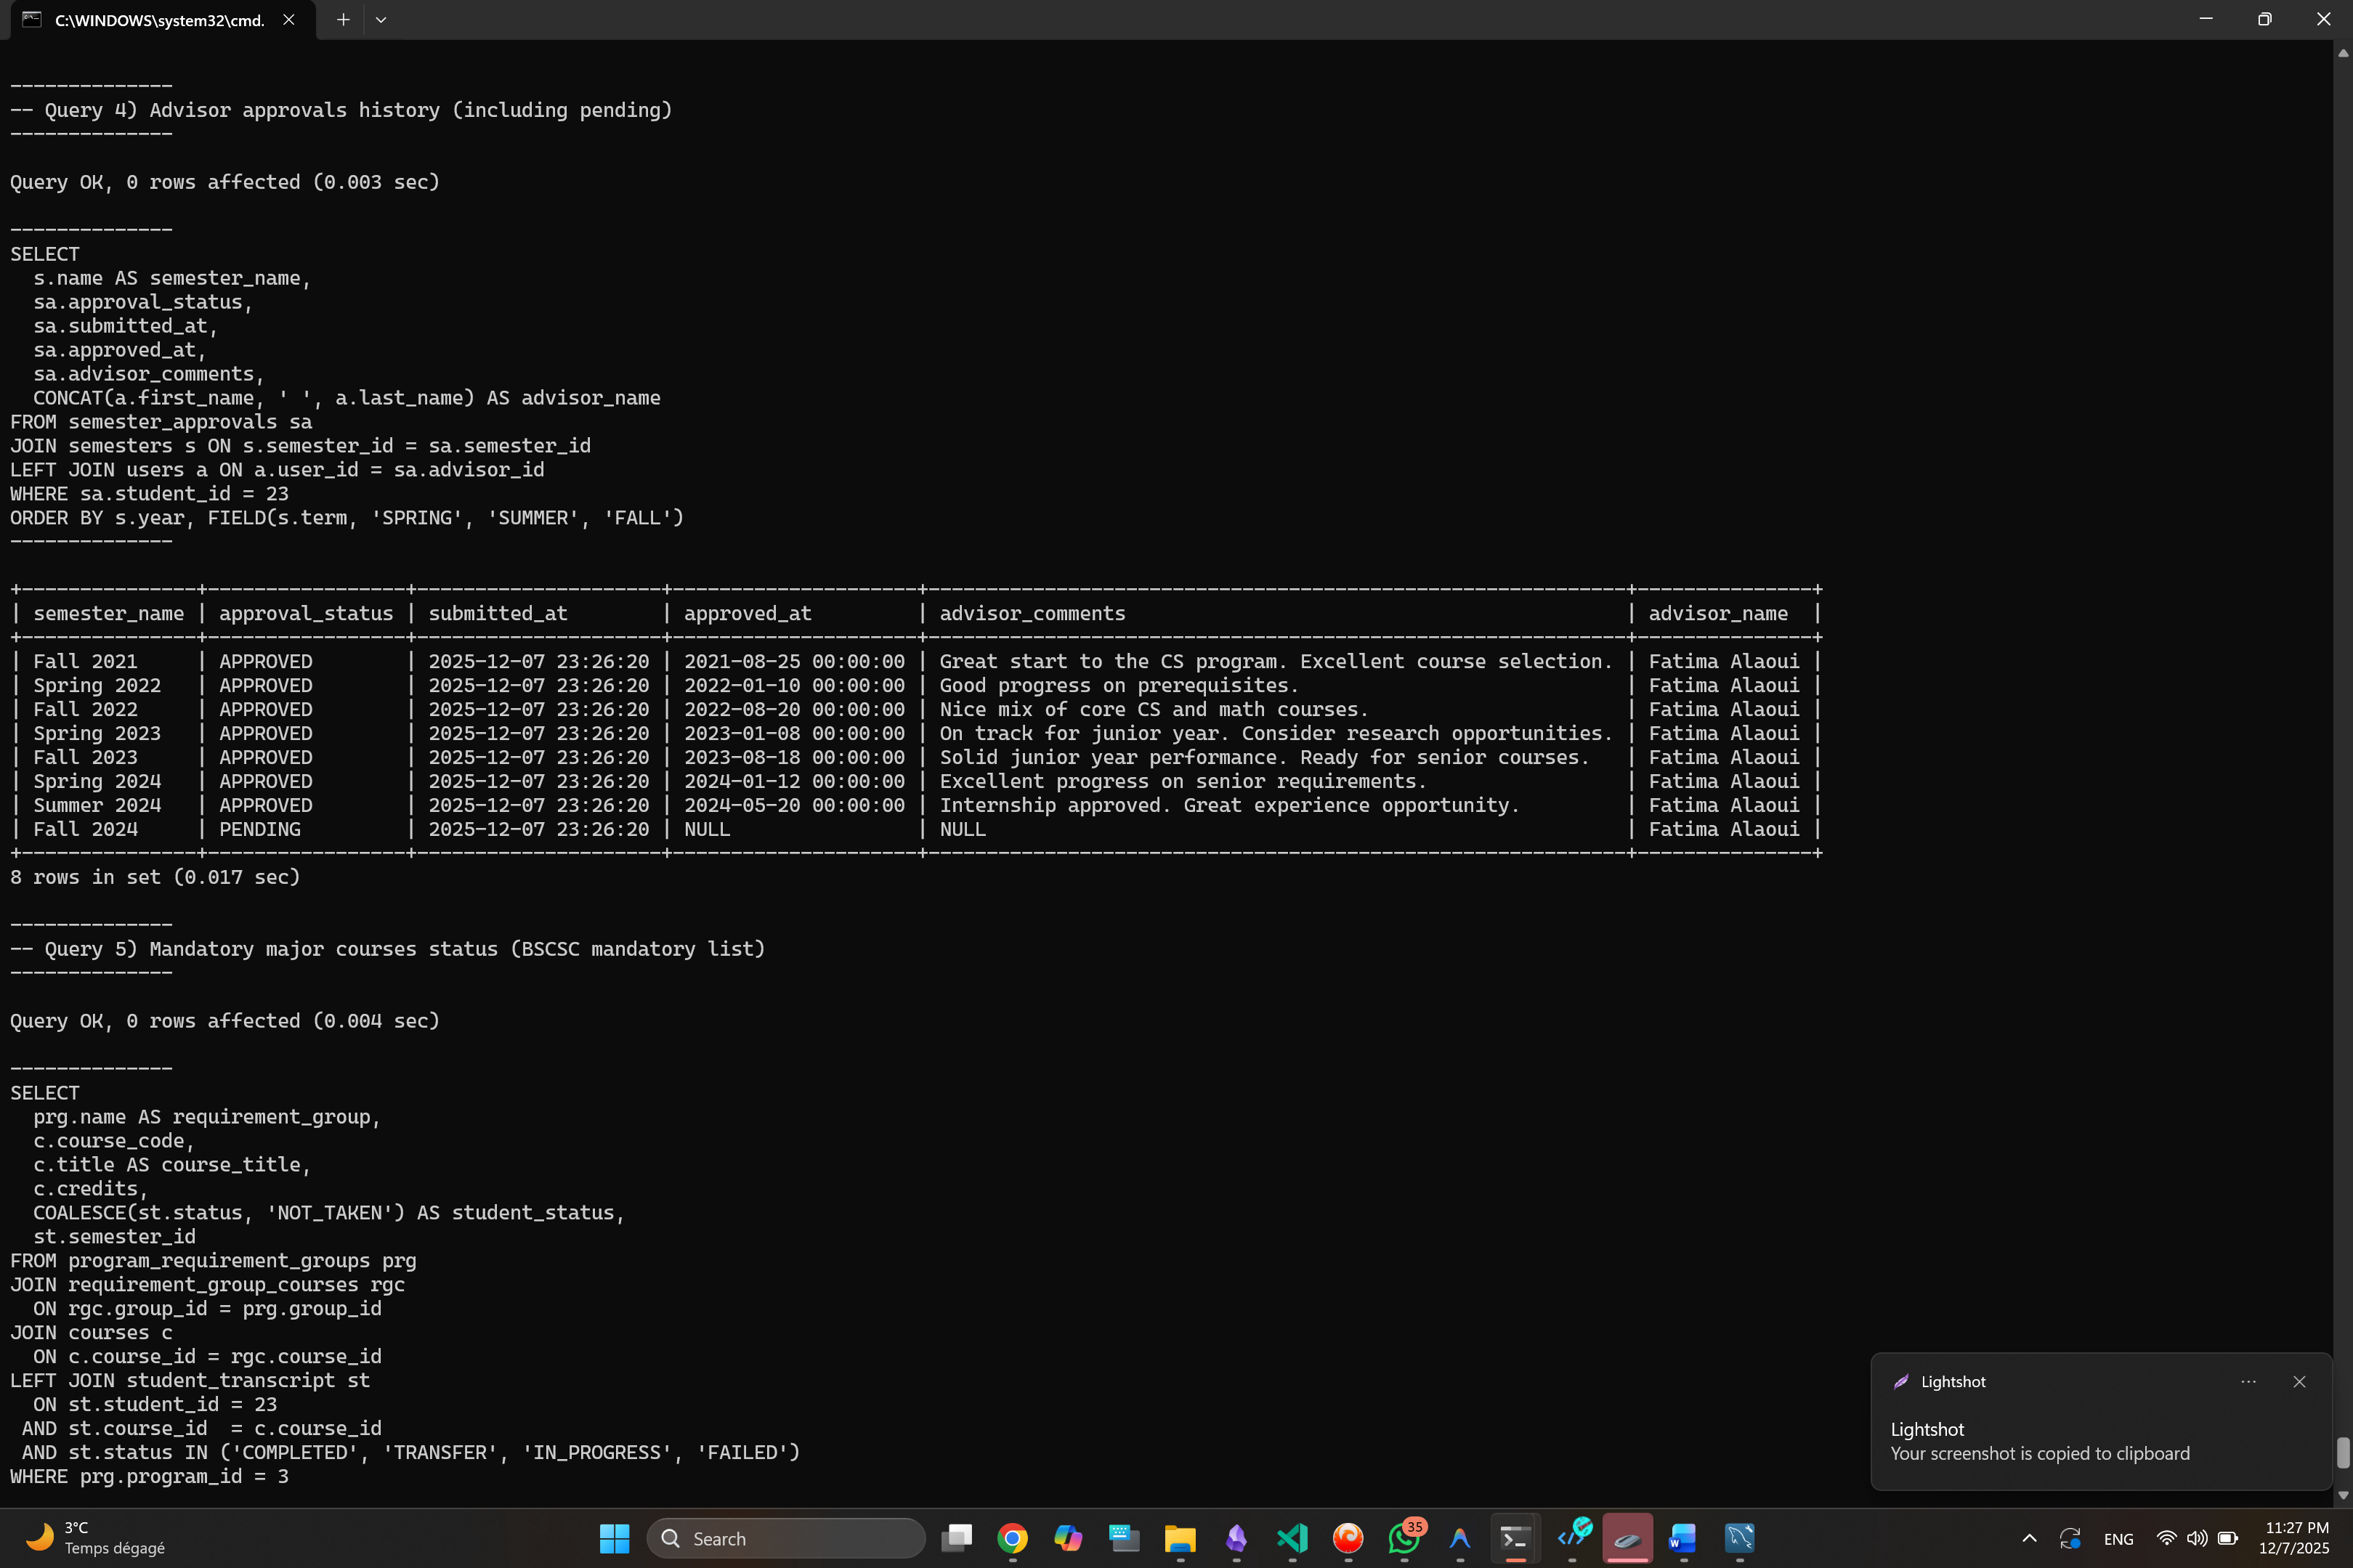 C:\WINDOWS\system32\cmd.
--------------
-- Query 4) Advisor approvals history (including pending)
--------------
Query OK, 0 rows affected (0.003 sec)
--------------
SELECT
  s.name AS semester_name,
  sa.approval_status,
  sa.submitted_at,
  sa.approved_at,
  sa.advisor_comments,
  CONCAT(a.first_name, ' ', a.last_name) AS advisor_name
FROM semester_approvals sa
JOIN semesters s ON s.semester_id = sa.semester_id
LEFT JOIN users a ON a.user_id = sa.advisor_id
WHERE sa.student_id = 23
ORDER BY s.year, FIELD(s.term, 'SPRING', 'SUMMER', 'FALL')
--------------
+---------------+-----------------+---------------------+---------------------+------------------------------------------------------------+---------------+
| semester_name | approval_status | submitted_at        | approved_at         | advisor_comments                                           | advisor_name  |
+---------------+-----------------+---------------------+---------------------+------------------------------------------------------------+---------------+
| Fall 2021     | APPROVED        | 2025-12-07 23:26:20 | 2021-08-25 00:00:00 | Great start to the CS program. Excellent course selection. | Fatima Alaoui |
| Spring 2022   | APPROVED        | 2025-12-07 23:26:20 | 2022-01-10 00:00:00 | Good progress on prerequisites.                            | Fatima Alaoui |
| Fall 2022     | APPROVED        | 2025-12-07 23:26:20 | 2022-08-20 00:00:00 | Nice mix of core CS and math courses.                      | Fatima Alaoui |
| Spring 2023   | APPROVED        | 2025-12-07 23:26:20 | 2023-01-08 00:00:00 | On track for junior year. Consider research opportunities. | Fatima Alaoui |
| Fall 2023     | APPROVED        | 2025-12-07 23:26:20 | 2023-08-18 00:00:00 | Solid junior year performance. Ready for senior courses.   | Fatima Alaoui |
| Spring 2024   | APPROVED        | 2025-12-07 23:26:20 | 2024-01-12 00:00:00 | Excellent progress on senior requirements.                 | Fatima Alaoui |
| Summer 2024   | APPROVED        | 2025-12-07 23:26:20 | 2024-05-20 00:00:00 | Internship approved. Great experience opportunity.         | Fatima Alaoui |
| Fall 2024     | PENDING         | 2025-12-07 23:26:20 | NULL                | NULL                                                       | Fatima Alaoui |
+---------------+-----------------+---------------------+---------------------+------------------------------------------------------------+---------------+
8 rows in set (0.017 sec)
--------------
-- Query 5) Mandatory major courses status (BSCSC mandatory list)
--------------
Query OK, 0 rows affected (0.004 sec)
--------------
SELECT
  prg.name AS requirement_group,
  c.course_code,
  c.title AS course_title,
  c.credits,
  COALESCE(st.status, 'NOT_TAKEN') AS student_status,
  st.semester_id
FROM program_requirement_groups prg
JOIN requirement_group_courses rgc
  ON rgc.group_id = prg.group_id
JOIN courses c
  ON c.course_id = rgc.course_id
LEFT JOIN student_transcript st
  ON st.student_id = 23
 AND st.course_id  = c.course_id
 AND st.status IN ('COMPLETED', 'TRANSFER', 'IN_PROGRESS', 'FAILED')
WHERE prg.program_id = 3
Lightshot
Lightshot
Your screenshot is copied to clipboard
3°C
Temps dégagé
Search
35
ENG
11:27 PM
12/7/2025